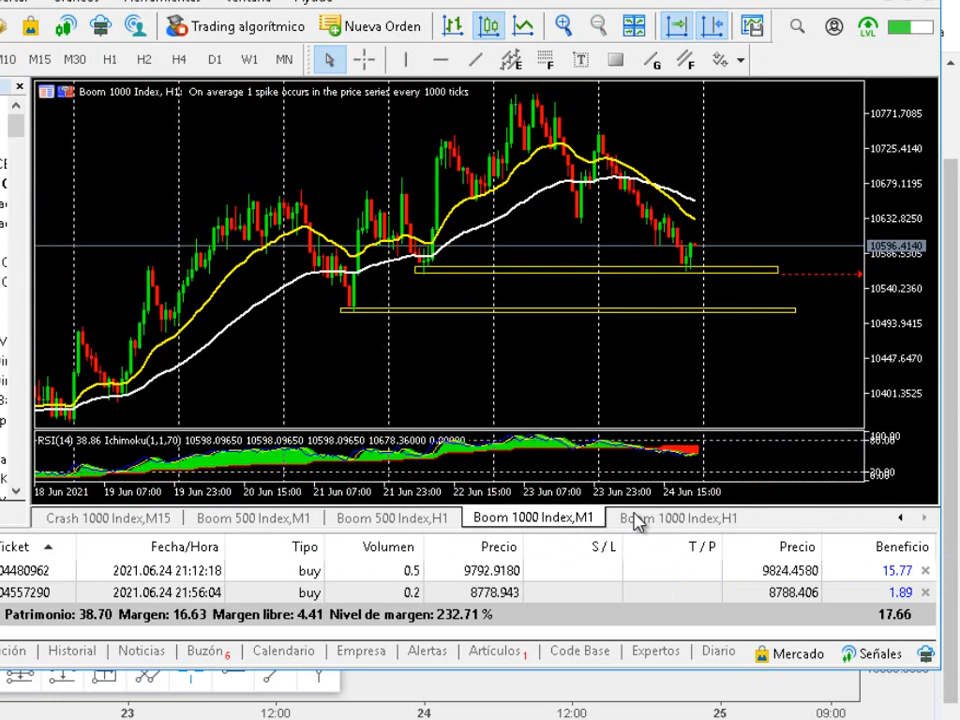 Trading algorítmico Nueva Orden LVL
M10 M15 M30 H1 H2 H4 D1 W1 MN
Boom 1000 Index, H1: On average 1 spike occurs in the price series every 1000 ticks
10771.7085
10725.4140
10679.1195
10632.8250
10596.4140
10586.5305
10540.2360
10493.9415
10447.6470
10401.3525
RSI(14) 38.86 Ichimoku(1,1,70) 10598.09650 10598.09650 10598.09650 10678.36000 0.00000
100.00
18 Jun 2021 19 Jun 07:00 19 Jun 23:00 20 Jun 15:00 21 Jun 07:00 21 Jun 23:00 22 Jun 15:00 23 Jun 07:00 23 Jun 23:00 24 Jun 15:00
Crash 1000 Index,M15 Boom 500 Index,M1 Boom 500 Index,H1 Boom 1000 Index,M1 Boom 1000 Index,H1
Ticket Fecha/Hora Tipo Volumen Precio S / L T / P Precio Beneficio
04480962 2021.06.24 21:12:18 buy 0.5 9792.9180 9824.4580 15.77
04557290 2021.06.24 21:56:04 buy 0.2 8778.943 8788.406 1.89
Patrimonio: 38.70 Margen: 16.63 Margen libre: 4.41 Nivel de margen: 232.71 % 17.66
Historial Noticias Buzón6 Calendario Empresa Alertas Artículos1 Code Base Expertos Diario Mercado Señales
23 12:00 24 12:00 25 09:00